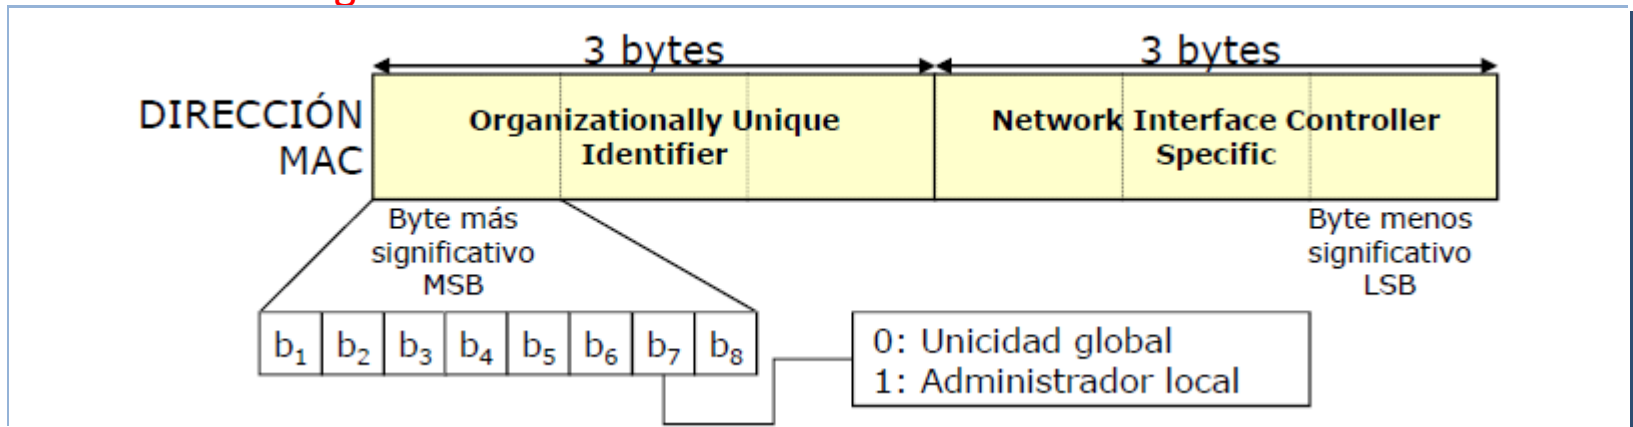 3 bytes 3 bytes
DIRECCIÓN
MAC
Organizationally Unique
Identifier
Network Interface Controller
Specific
Byte más
significativo
MSB
Byte menos
significativo
LSB
b1 b2 b3 b4 b5 b6 b7 b8
0: Unicidad global
1: Administrador local